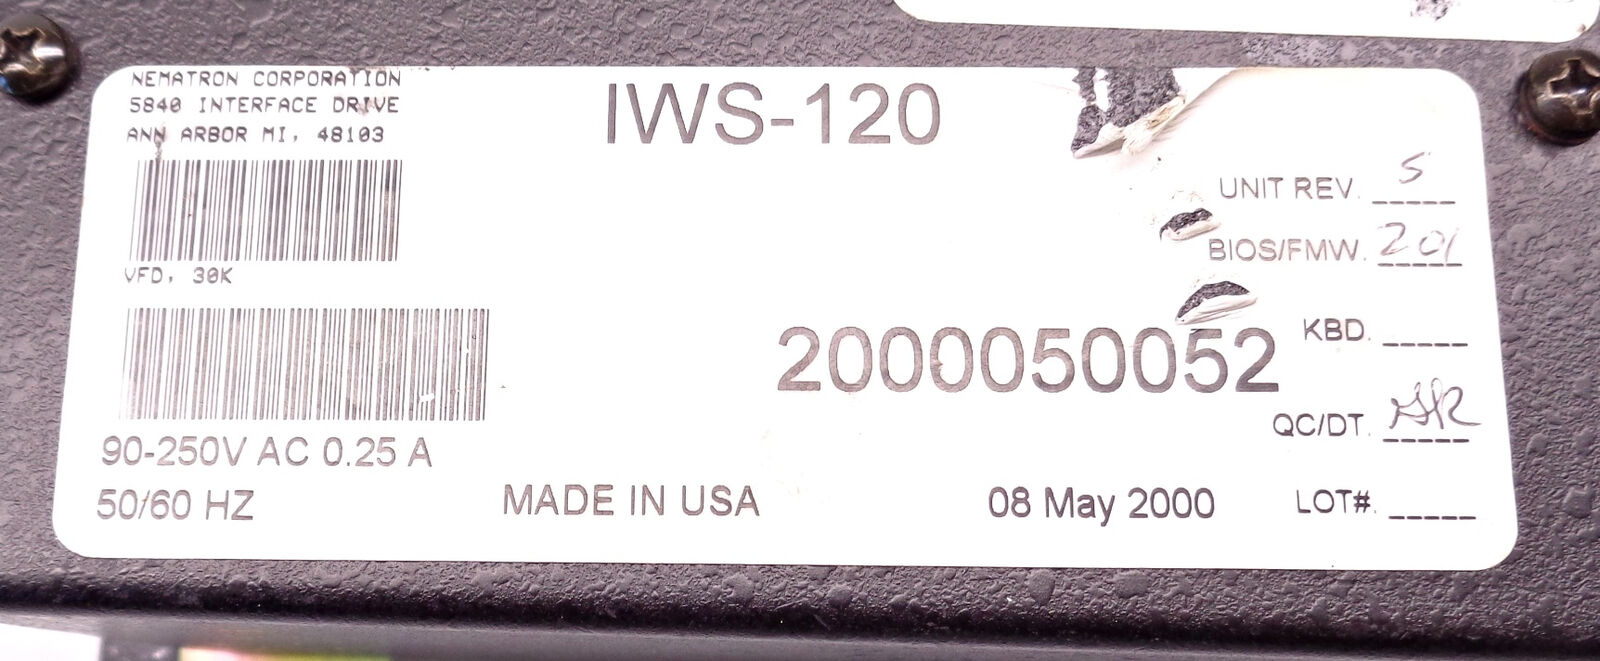 NEMATRON CORPORATION
5840 INTERFACE DRIVE
ANN ARBOR MI, 48103
IWS-120
VFD, 30K
UNIT REV. S
BIOS/FMW. 201
KBD.
2000050052
QC/DT.
90-250V AC 0.25 A
50/60 HZ
MADE IN USA
08 May 2000
LOT#.